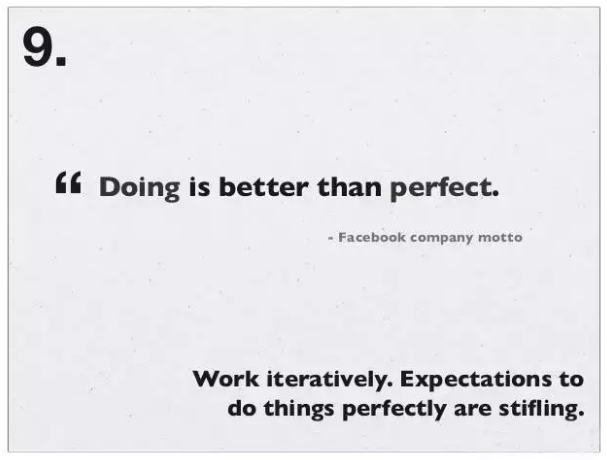 9.
“ Doing is better than perfect.
- Facebook company motto
Work iteratively. Expectations to
do things perfectly are stifling.